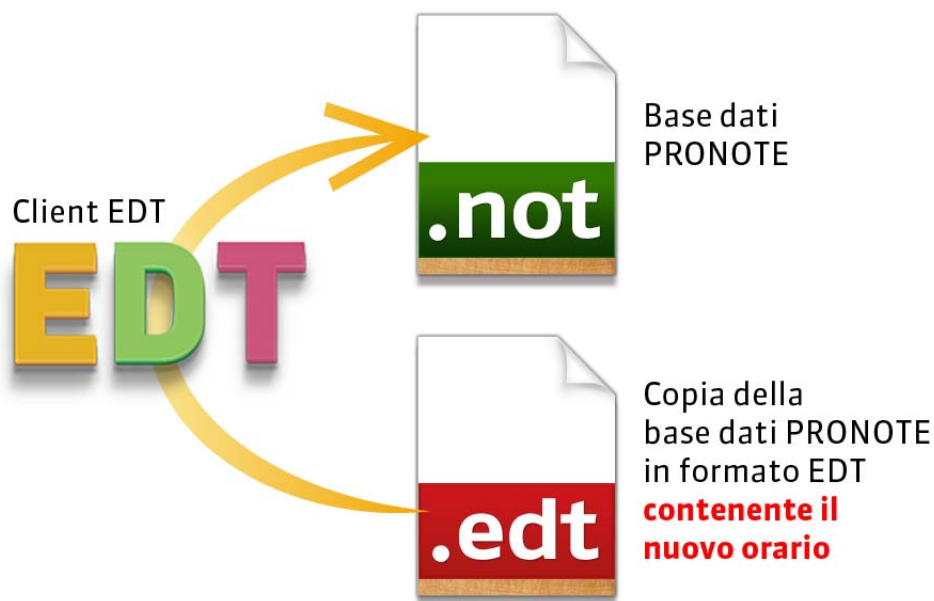 Base dati
PRONOTE
.not
Client EDT
EDT
Copia della
base dati PRONOTE
in formato EDT
contenente il
nuovo orario
.edt